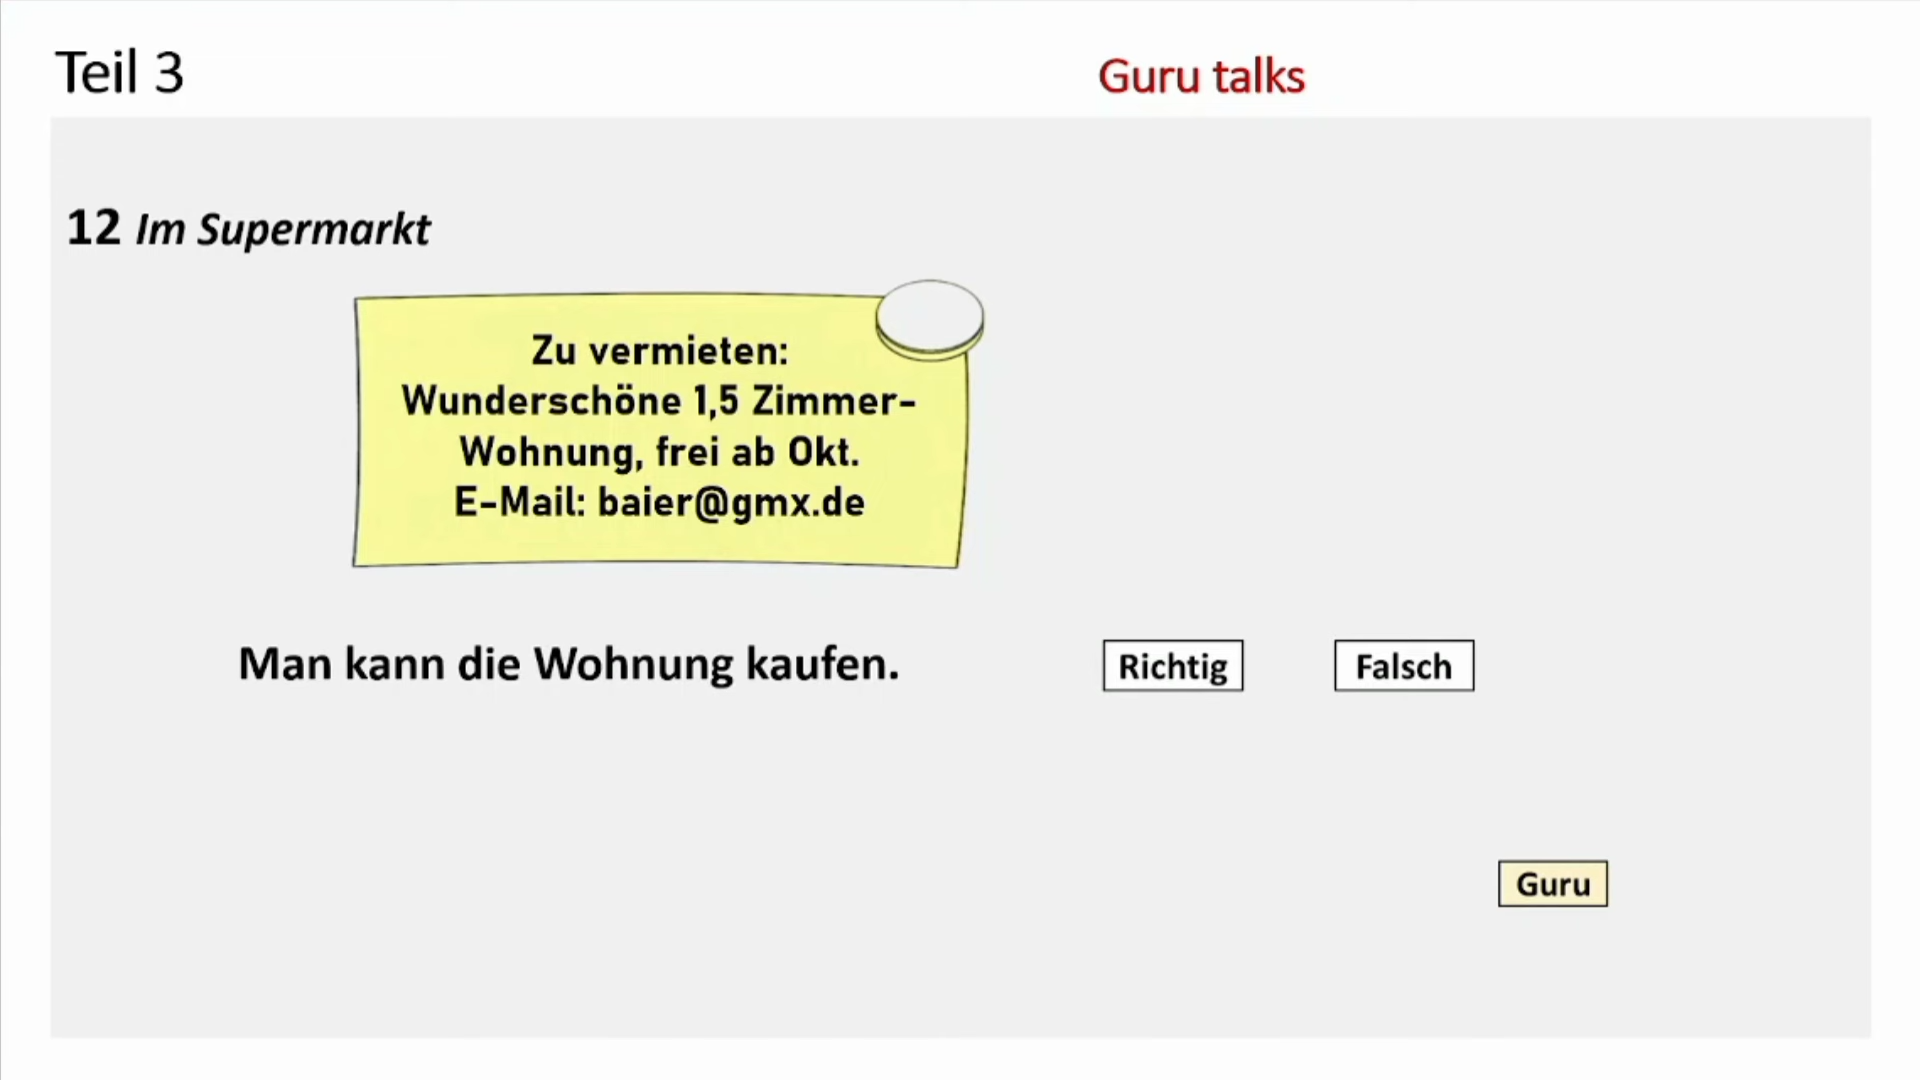 Teil 3
Guru talks
12 Im Supermarkt
Zu vermieten:
Wunderschöne 1,5 Zimmer-
Wohnung, frei ab Okt.
E-Mail: baier@gmx.de
Man kann die Wohnung kaufen.
Richtig
Falsch
Guru